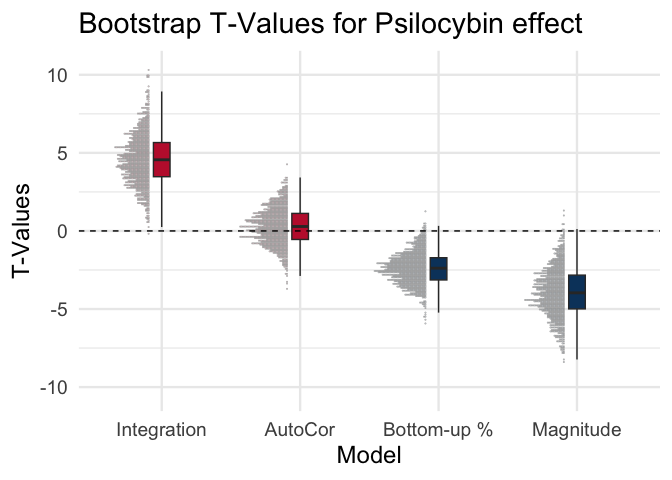 Bootstrap T-Values for Psilocybin effect
T-Values
10
5
0
-5
-10
Integration AutoCor Bottom-up % Magnitude
Model